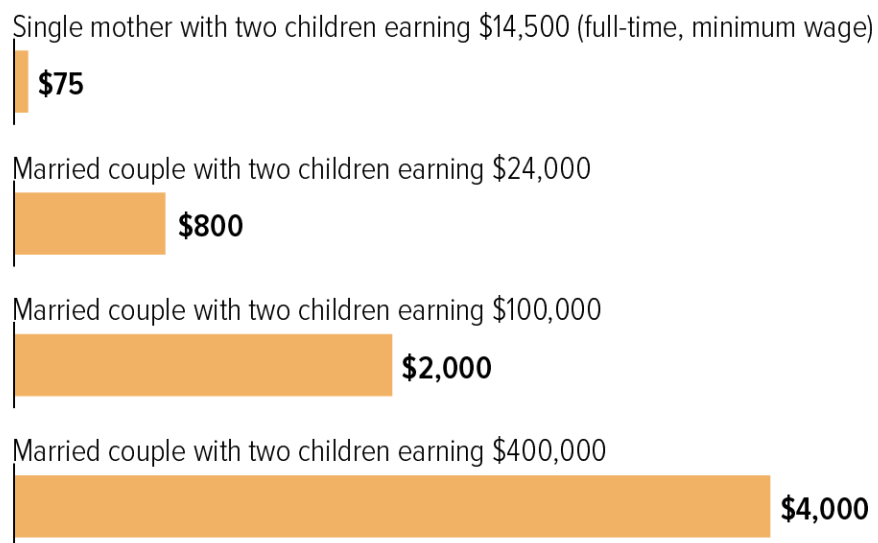 Single mother with two children earning $14,500 (full-time, minimum wage)
$75
Married couple with two children earning $24,000
$800
Married couple with two children earning $100,000
$2,000
Married couple with two children earning $400,000
$4,000